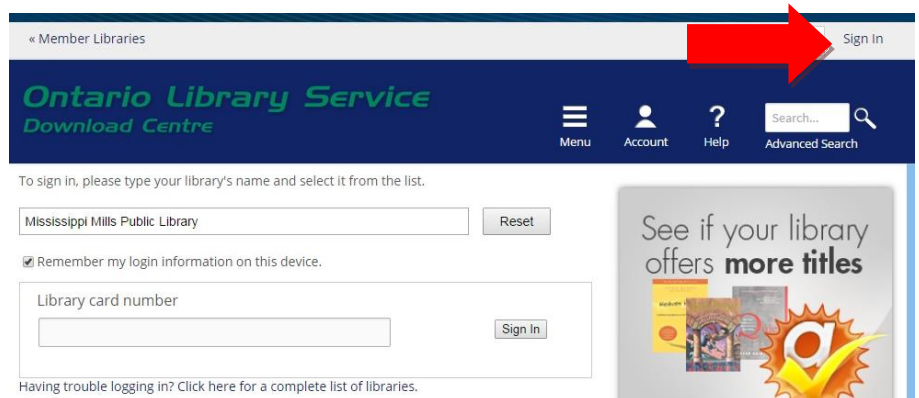 « Member Libraries
Sign In
Ontario Library Service
Download Centre
Menu
Account
Help
Search...
Advanced Search
To sign in, please type your library's name and select it from the list.
Mississippi Mills Public Library
Reset
Remember my login information on this device.
Library card number
Sign In
Having trouble logging in? Click here for a complete list of libraries.
See if your library
offers more titles